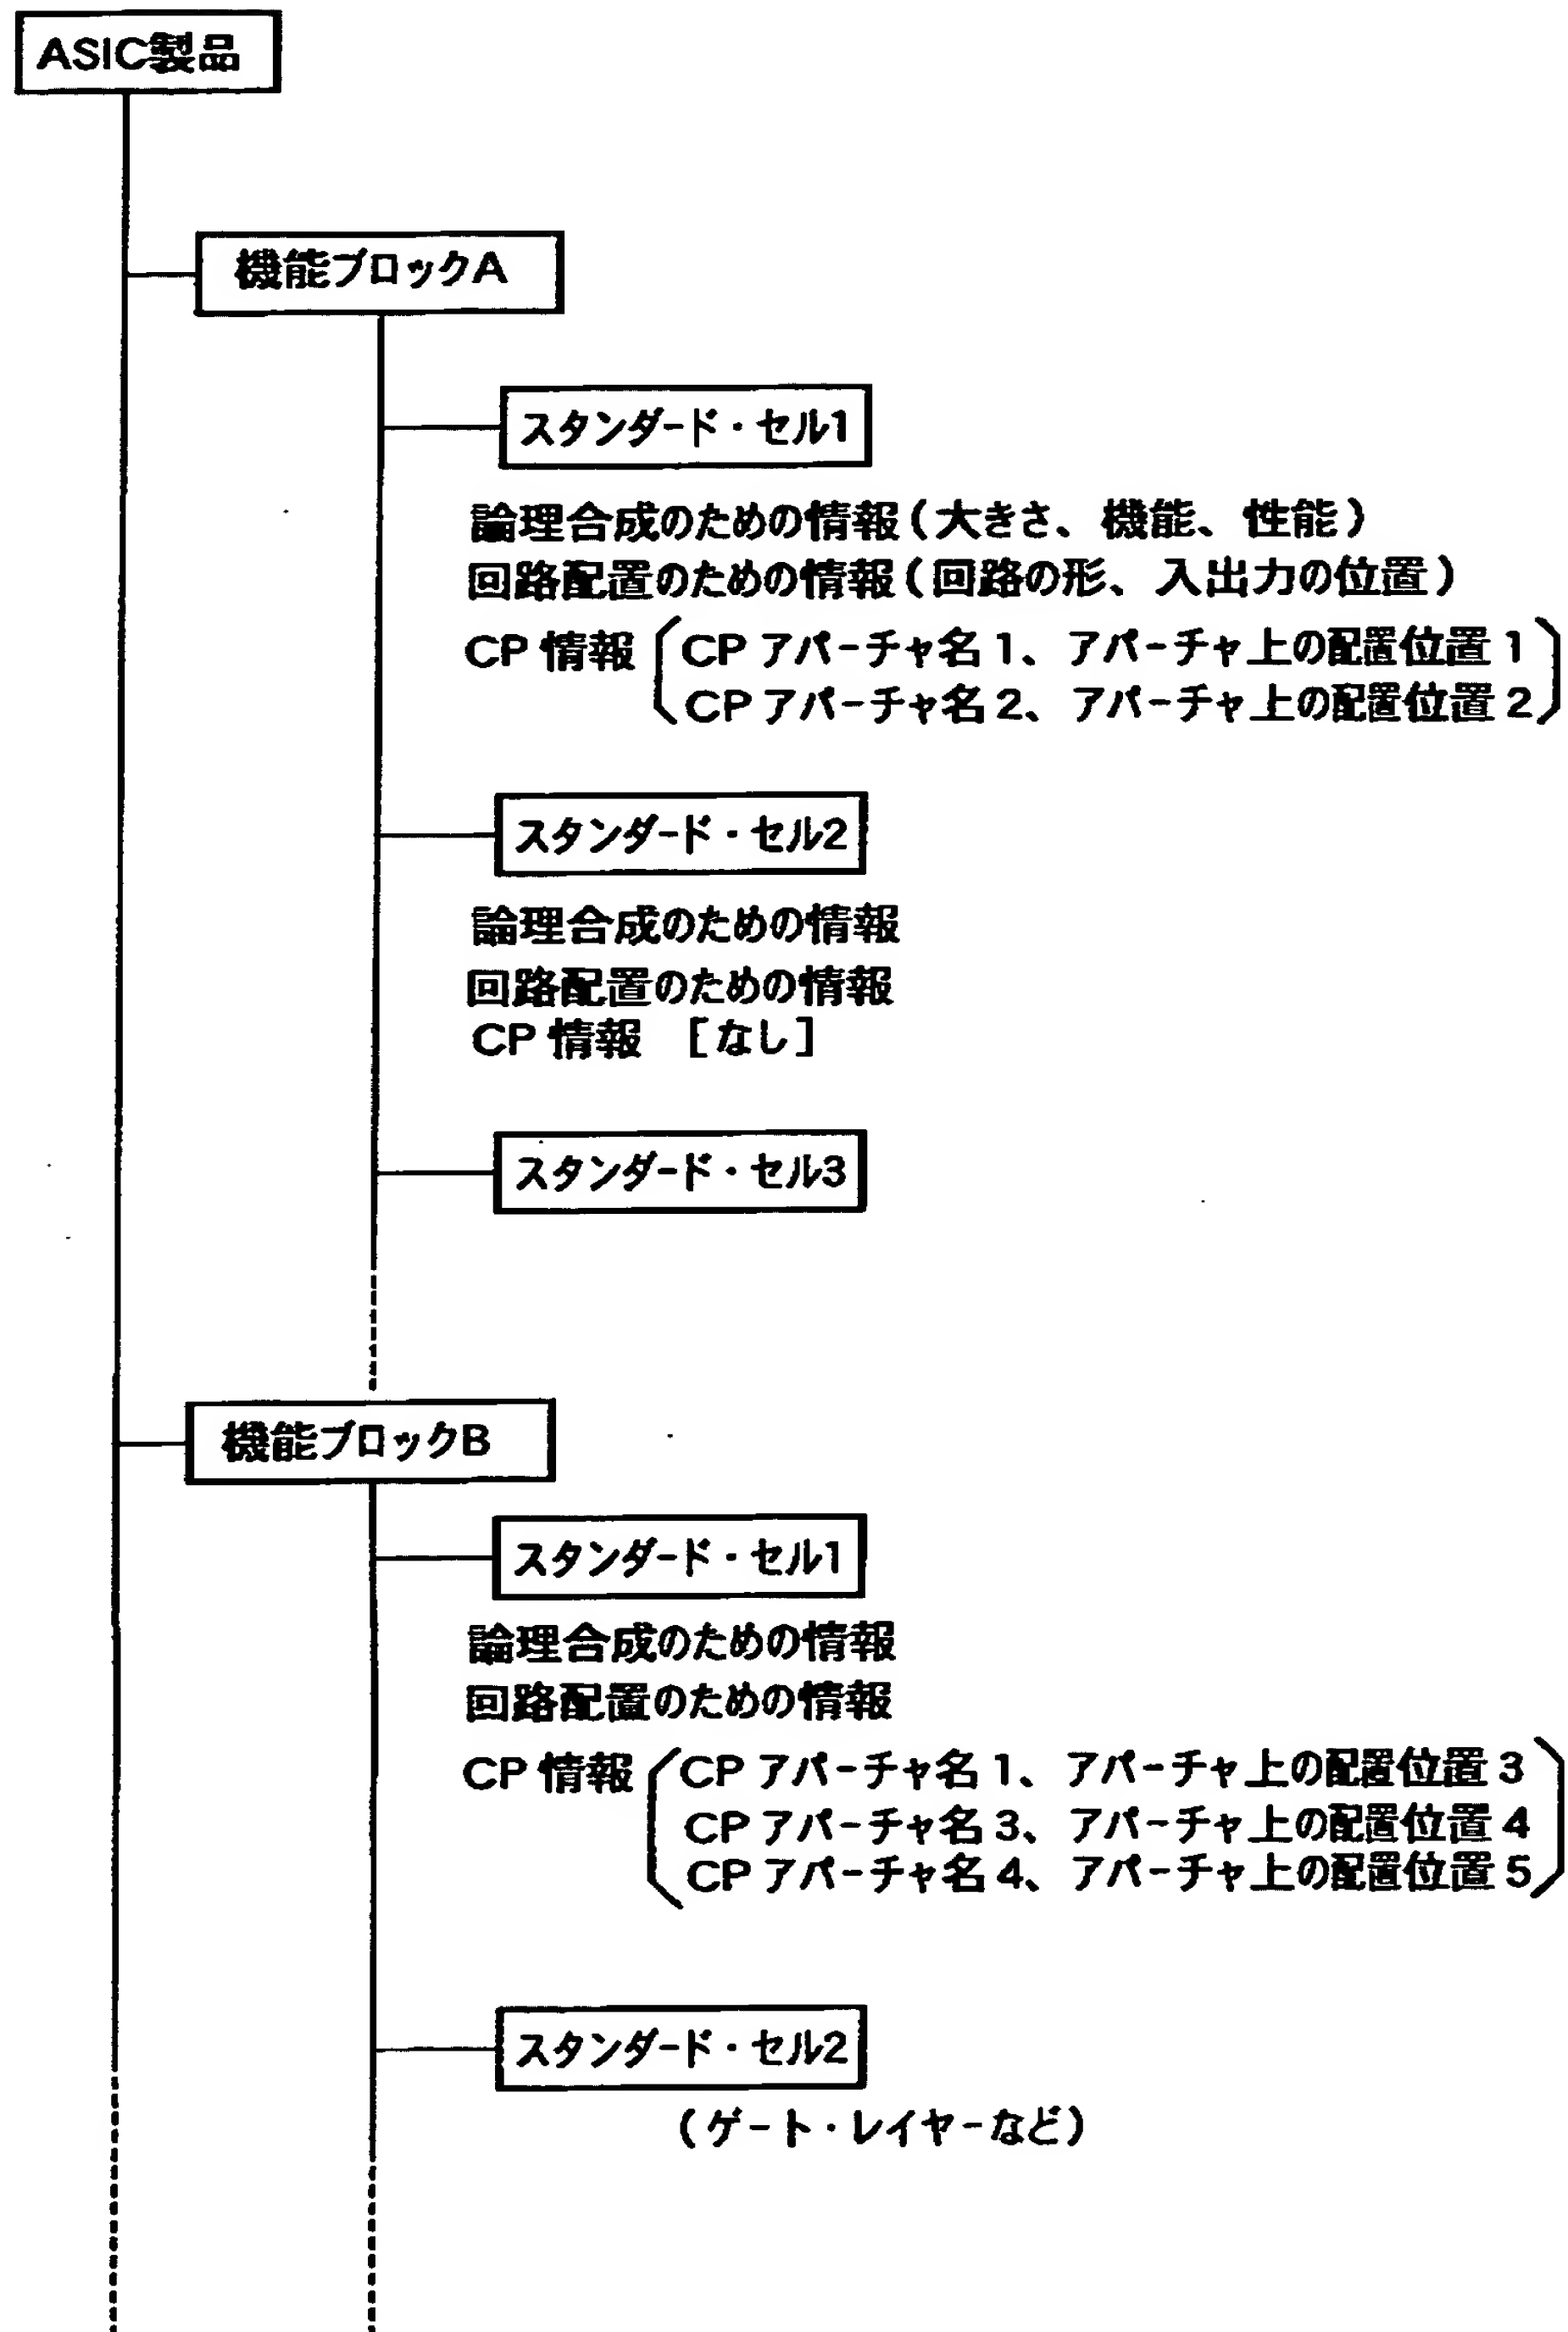 ASIC製品
機能ブロックA
スタンダード・セル1
論理合成のための情報(大きさ、機能、性能)
回路配置のための情報(回路の形、入出力の位置)
CP 情報 CP アパーチャ名 1、アパーチャ上の配置位置 1
CP アパーチャ名 2、アパーチャ上の配置位置 2
スタンダード・セル2
論理合成のための情報
回路配置のための情報
CP 情報 [なし]
スタンダード・セル3
機能ブロックB
スタンダード・セル1
論理合成のための情報
回路配置のための情報
CP 情報 CP アパーチャ名 1、アパーチャ上の配置位置 3
CP アパーチャ名 3、アパーチャ上の配置位置 4
CP アパーチャ名 4、アパーチャ上の配置位置 5
スタンダード・セル2
(ゲート・レイヤーなど)